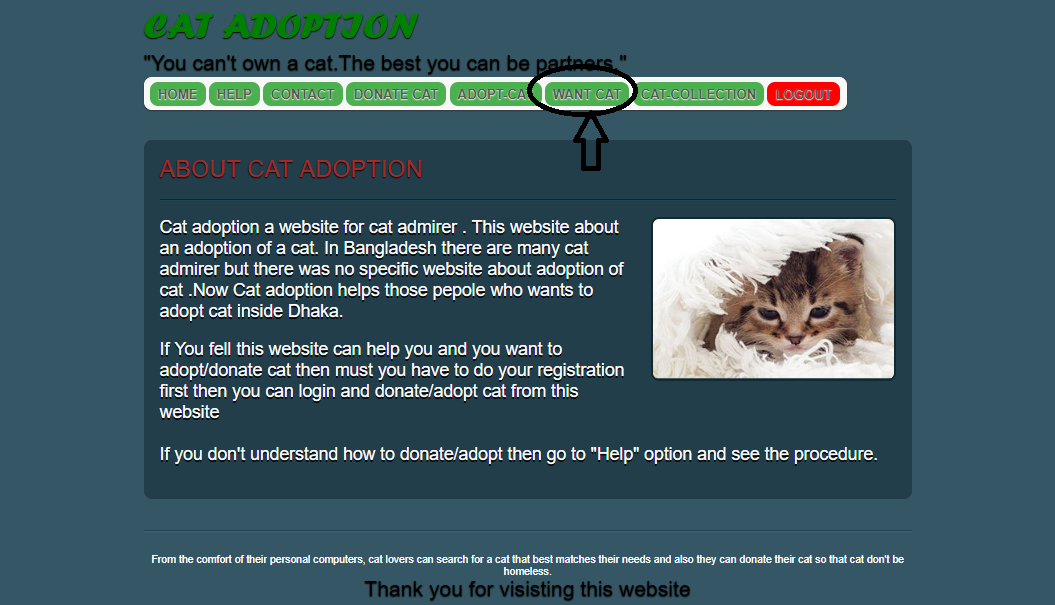 CAT ADOPTION
"You can't own a cat.The best you can be partners."
HOME HELP CONTACT DONATE CAT ADOPT-CA WANT CAT CAT-COLLECTION LOGOUT
ABOUT CAT ADOPTION
Cat adoption a website for cat admirer . This website about
an adoption of a cat. In Bangladesh there are many cat
admirer but there was no specific website about adoption of
cat .Now Cat adoption helps those pepole who wants to
adopt cat inside Dhaka.
If You fell this website can help you and you want to
adopt/donate cat then must you have to do your registration
first then you can login and donate/adopt cat from this
website
If you don't understand how to donate/adopt then go to "Help" option and see the procedure.
From the comfort of their personal computers, cat lovers can search for a cat that best matches their needs and also they can donate their cat so that cat don't be
homeless.
Thank you for visisting this website